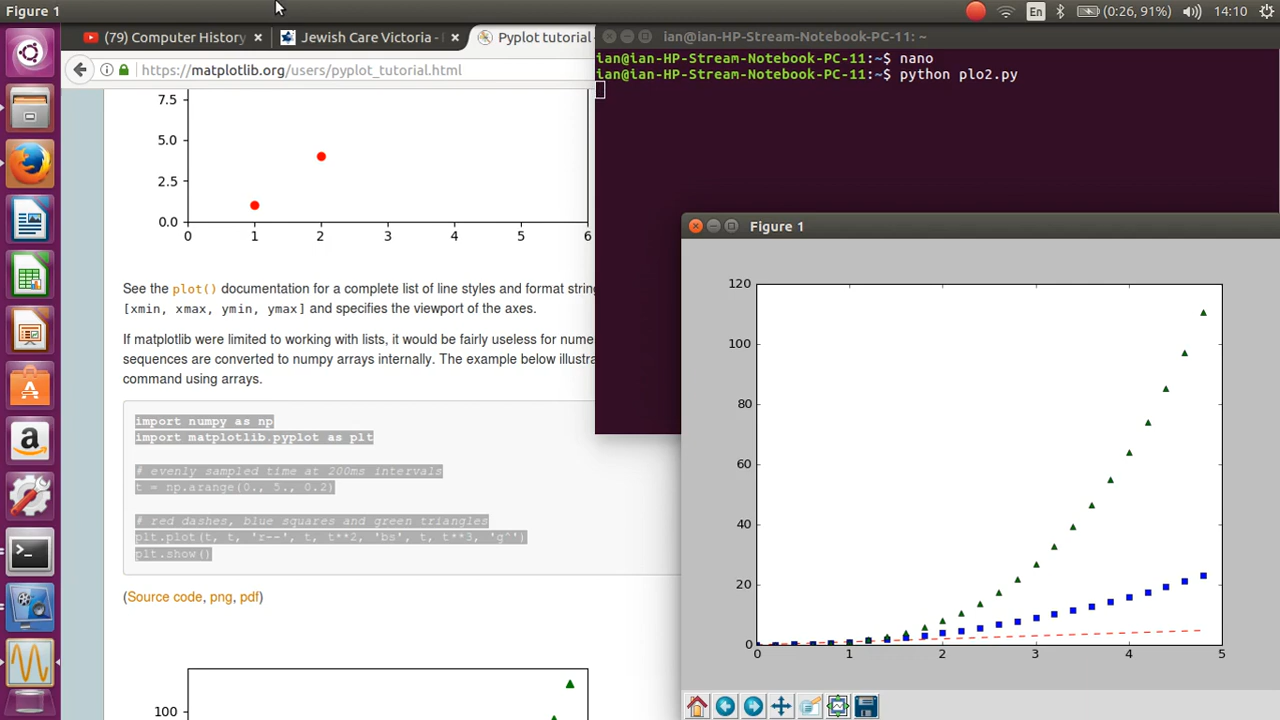 Figure 1
En
(0:26, 91%)
14:10
(79) Computer History
Jewish Care Victoria -
Pyplot tutorial
https://matplotlib.org/users/pyplot_tutorial.html
7.5
5.0
2.5
0.0
0 1 2 3 4 5 6
See the plot() documentation for a complete list of line styles and format strin
[xmin, xmax, ymin, ymax] and specifies the viewport of the axes.
If matplotlib were limited to working with lists, it would be fairly useless for nume
sequences are converted to numpy arrays internally. The example below illustra
command using arrays.
import numpy as np
import matplotlib.pyplot as plt
# evenly sampled time at 200ms intervals
t = np.arange(0., 5., 0.2)
# red dashes, blue squares and green triangles
plt.plot(t, t, 'r--', t, t**2, 'bs', t, t**3, 'g^')
plt.show()
(Source code, png, pdf)
100
ian@ian-HP-Stream-Notebook-PC-11: ~
ian@ian-HP-Stream-Notebook-PC-11:~$ nano
ian@ian-HP-Stream-Notebook-PC-11:~$ python plo2.py
Figure 1
120
100
80
60
40
20
0
0 1 2 3 4 5